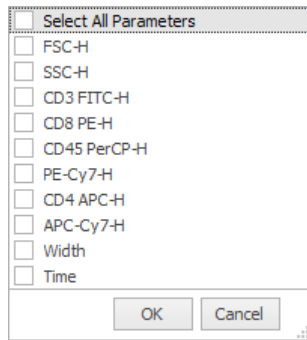 Select All Parameters
FSC-H
SSC-H
CD3 FITC-H
CD8 PE-H
CD45 PerCP-H
PE-Cy7-H
CD4 APC-H
APC-Cy7-H
Width
Time
OK Cancel